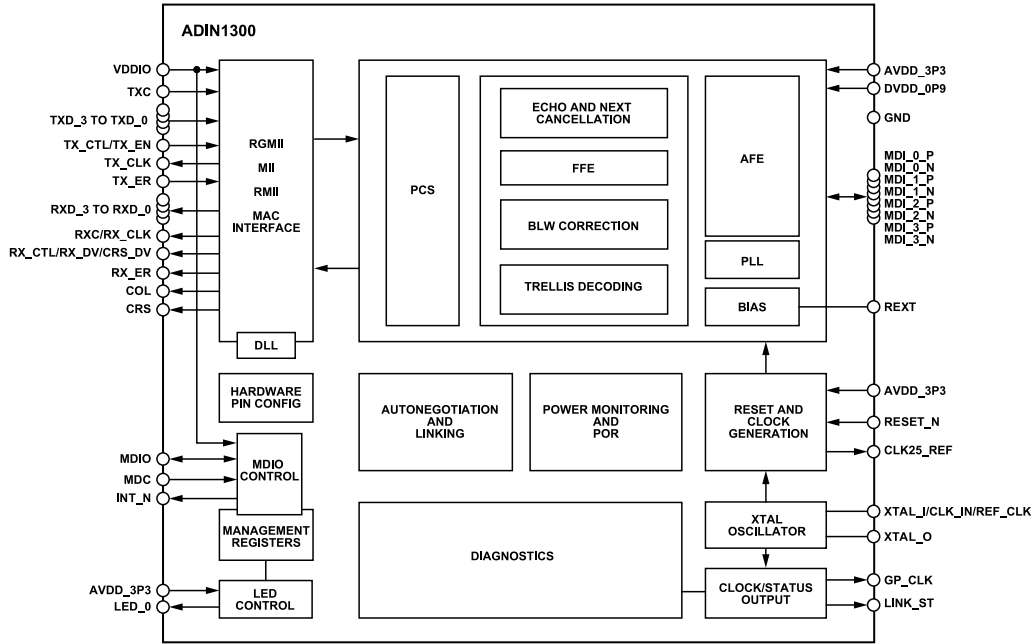 ADIN1300
VDDIO
TXC
TXD_3 TO TXD_0
TX_CTL/TX_EN
TX_CLK
TX_ER
RXD_3 TO RXD_0
RXC/RX_CLK
RX_CTL/RX_DV/CRS_DV
RX_ER
COL
CRS
RGMII
MII
RMII
MAC
INTERFACE
DLL
PCS
ECHO AND NEXT
CANCELLATION
FFE
BLW CORRECTION
TRELLIS DECODING
AFE
PLL
BIAS
AVDD_3P3
DVDD_0P9
GND
MDI_0_P
MDI_0_N
MDI_1_P
MDI_1_N
MDI_2_P
MDI_2_N
MDI_3_P
MDI_3_N
REXT
HARDWARE
PIN CONFIG
AUTONEGOTIATION
AND
LINKING
POWER MONITORING
AND
POR
RESET AND
CLOCK
GENERATION
AVDD_3P3
RESET_N
CLK25_REF
MDIO
MDC
INT_N
MDIO
CONTROL
MANAGEMENT
REGISTERS
AVDD_3P3
LED_0
LED
CONTROL
DIAGNOSTICS
XTAL
OSCILLATOR
XTAL_I/CLK_IN/REF_CLK
XTAL_O
CLOCK/STATUS
OUTPUT
GP_CLK
LINK_ST